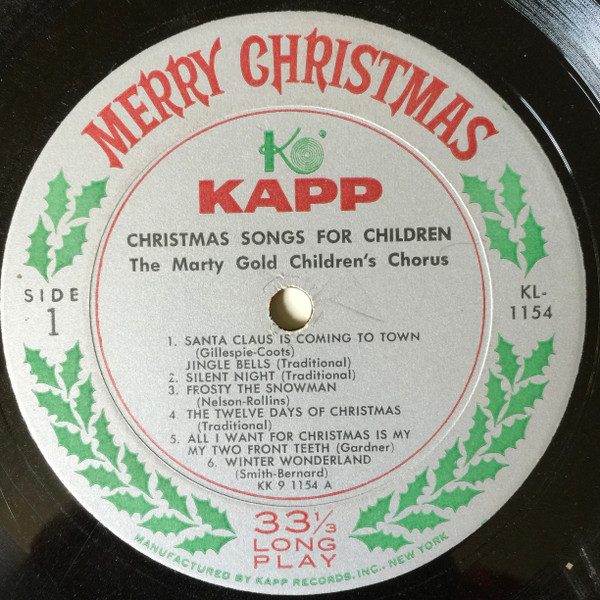 MERRY CHRISTMAS
KAPP
CHRISTMAS SONGS FOR CHILDREN
The Marty Gold Children's Chorus
SIDE
1
KL-
1154
1. SANTA CLAUS IS COMING TO TOWN
(Gillespie-Coots)
JINGLE BELLS (Traditional)
2. SILENT NIGHT (Traditional)
3. FROSTY THE SNOWMAN
(Nelson-Rollins)
4. THE TWELVE DAYS OF CHRISTMAS
(Traditional)
5. ALL I WANT FOR CHRISTMAS IS MY
MY TWO FRONT TEETH (Gardner)
6. WINTER WONDERLAND
(Smith-Bernard)
KK 9 1154 A
33⅓
LONG
PLAY
MANUFACTURED BY KAPP RECORDS, INC., NEW YORK